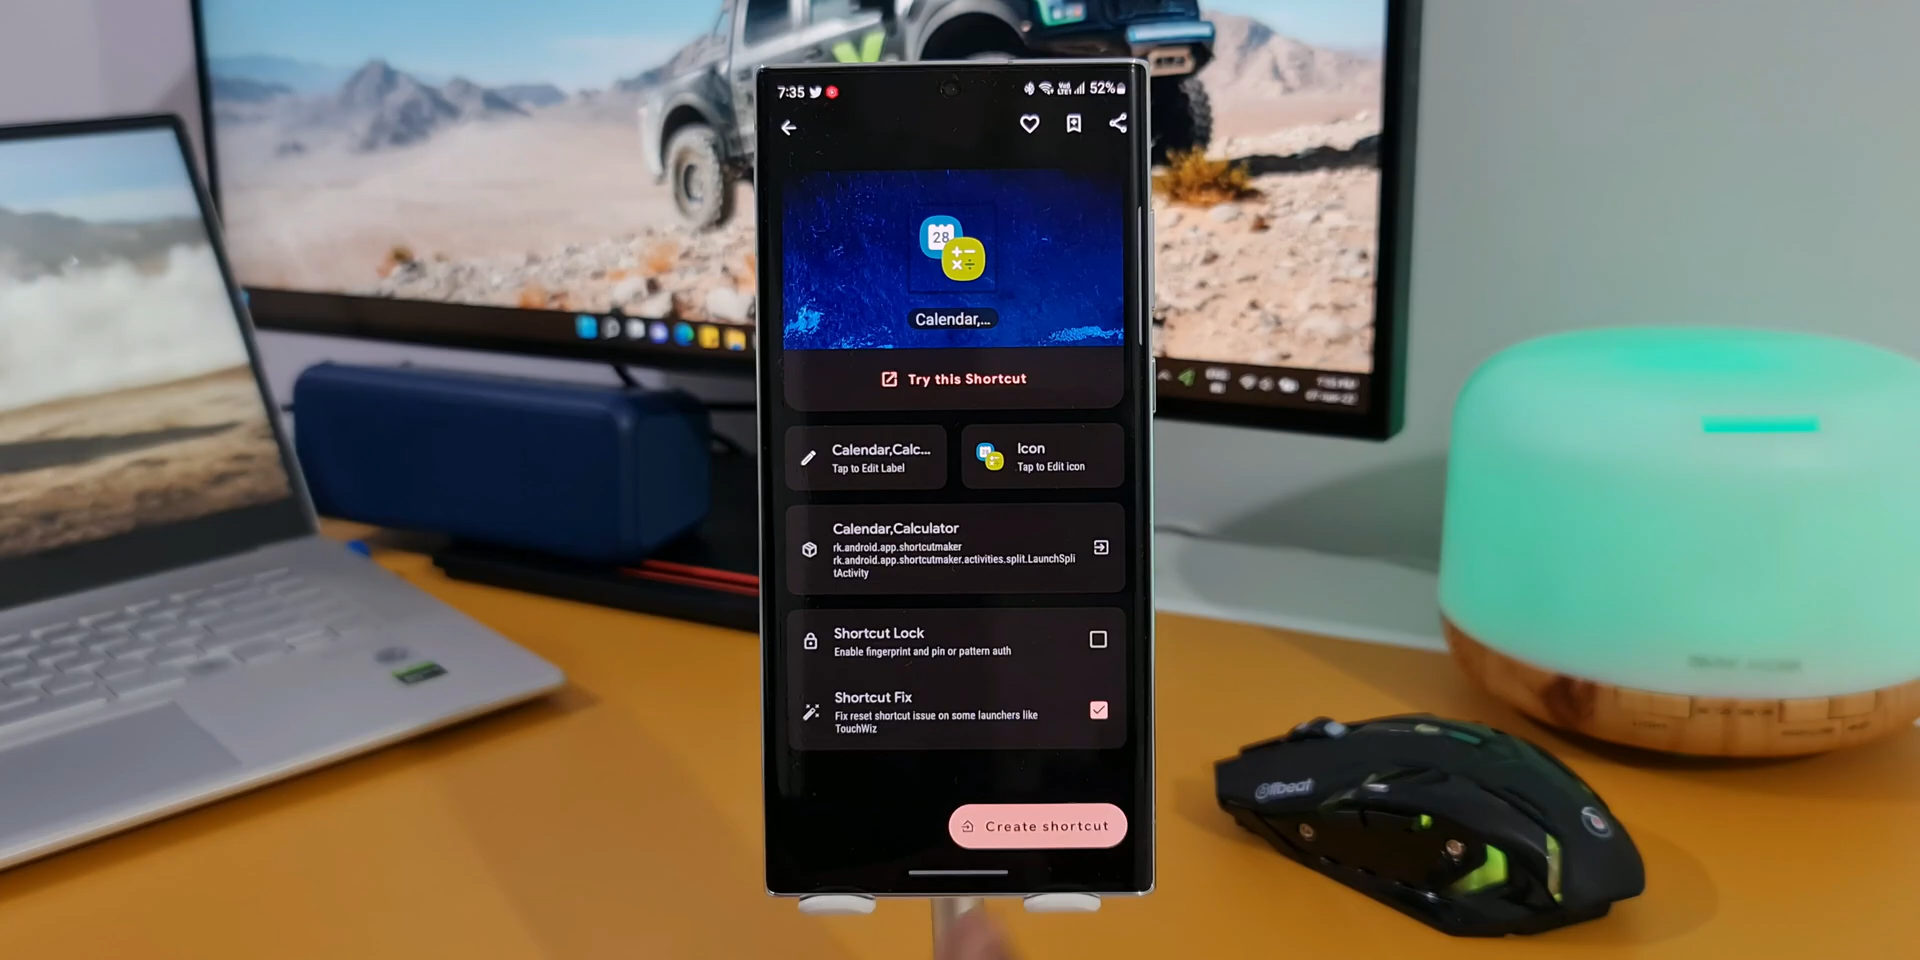 7:35
52%
28
Calendar,...
Try this Shortcut
Calendar,Calc...
Tap to Edit Label
Icon
Tap to Edit icon
Calendar,Calculator
rk.android.app.shortcutmaker
rk.android.app.shortcutmaker.activities.split.LaunchSpli
tActivity
Shortcut Lock
Enable fingerprint and pin or pattern auth
Shortcut Fix
Fix reset shortcut issue on some launchers like
TouchWiz
Create shortcut
Offbeat